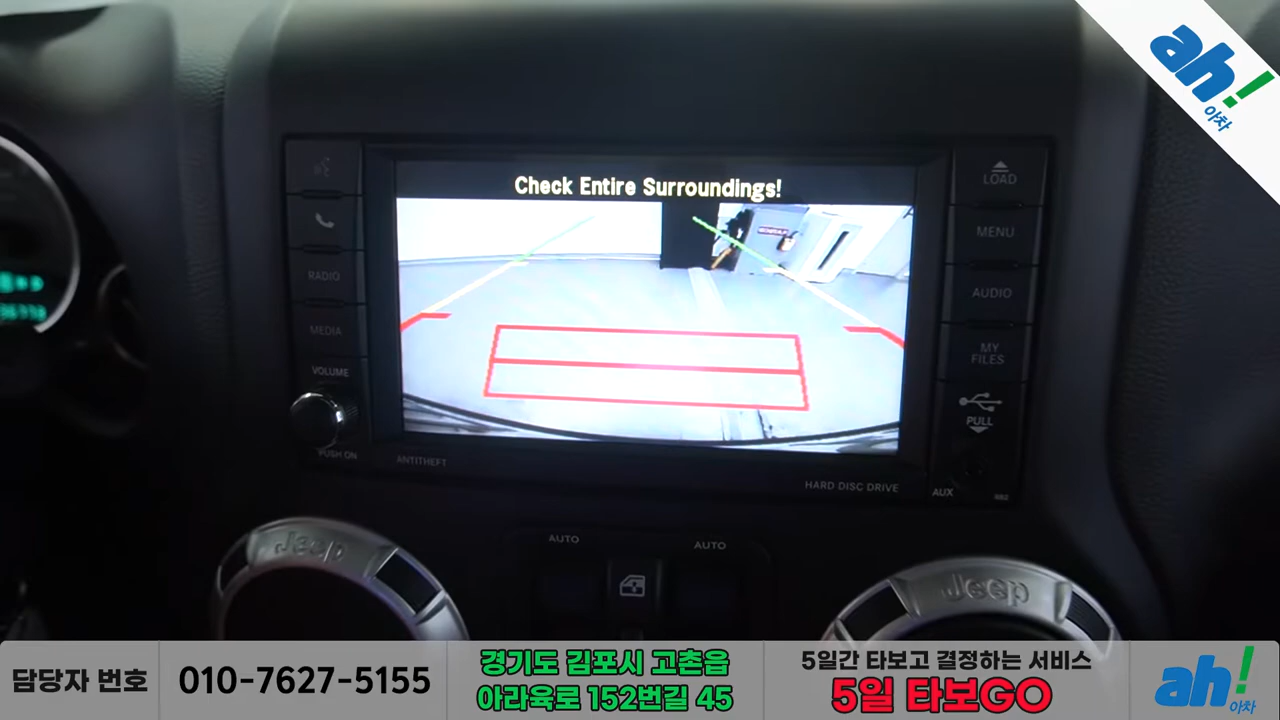 ah!
아차
Check Entire Surroundings!
LOAD
RADIO
MEDIA
VOLUME
PUSH ON
MENU
AUDIO
MY
FILES
PULL
AUX
ANTITHEFT
HARD DISC DRIVE
AUTO
AUTO
Jeep
Jeep
담당자 번호
010-7627-5155
경기도 김포시 고촌읍
아라육로 152번길 45
5일간 타보고 결정하는 서비스
5일 타보GO
ah!
아차